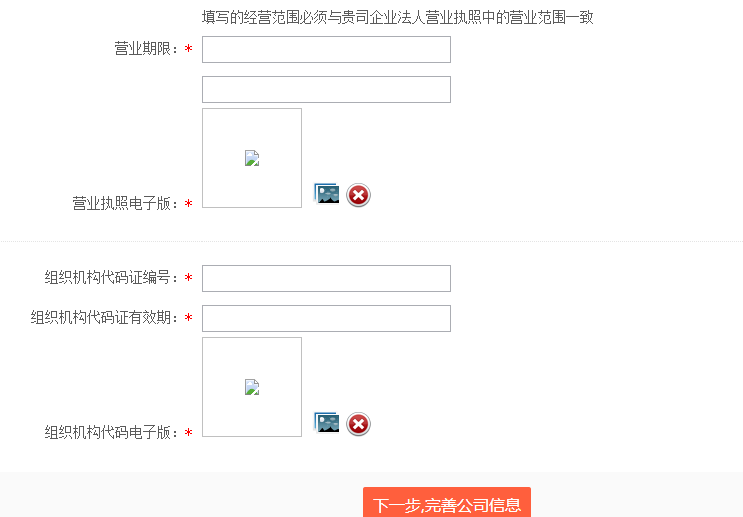 填写的经营范围必须与贵司企业法人营业执照中的营业范围一致
营业期限：*
营业执照电子版：*
组织机构代码证编号：*
组织机构代码证有效期：*
组织机构代码电子版：*
下一步,完善公司信息